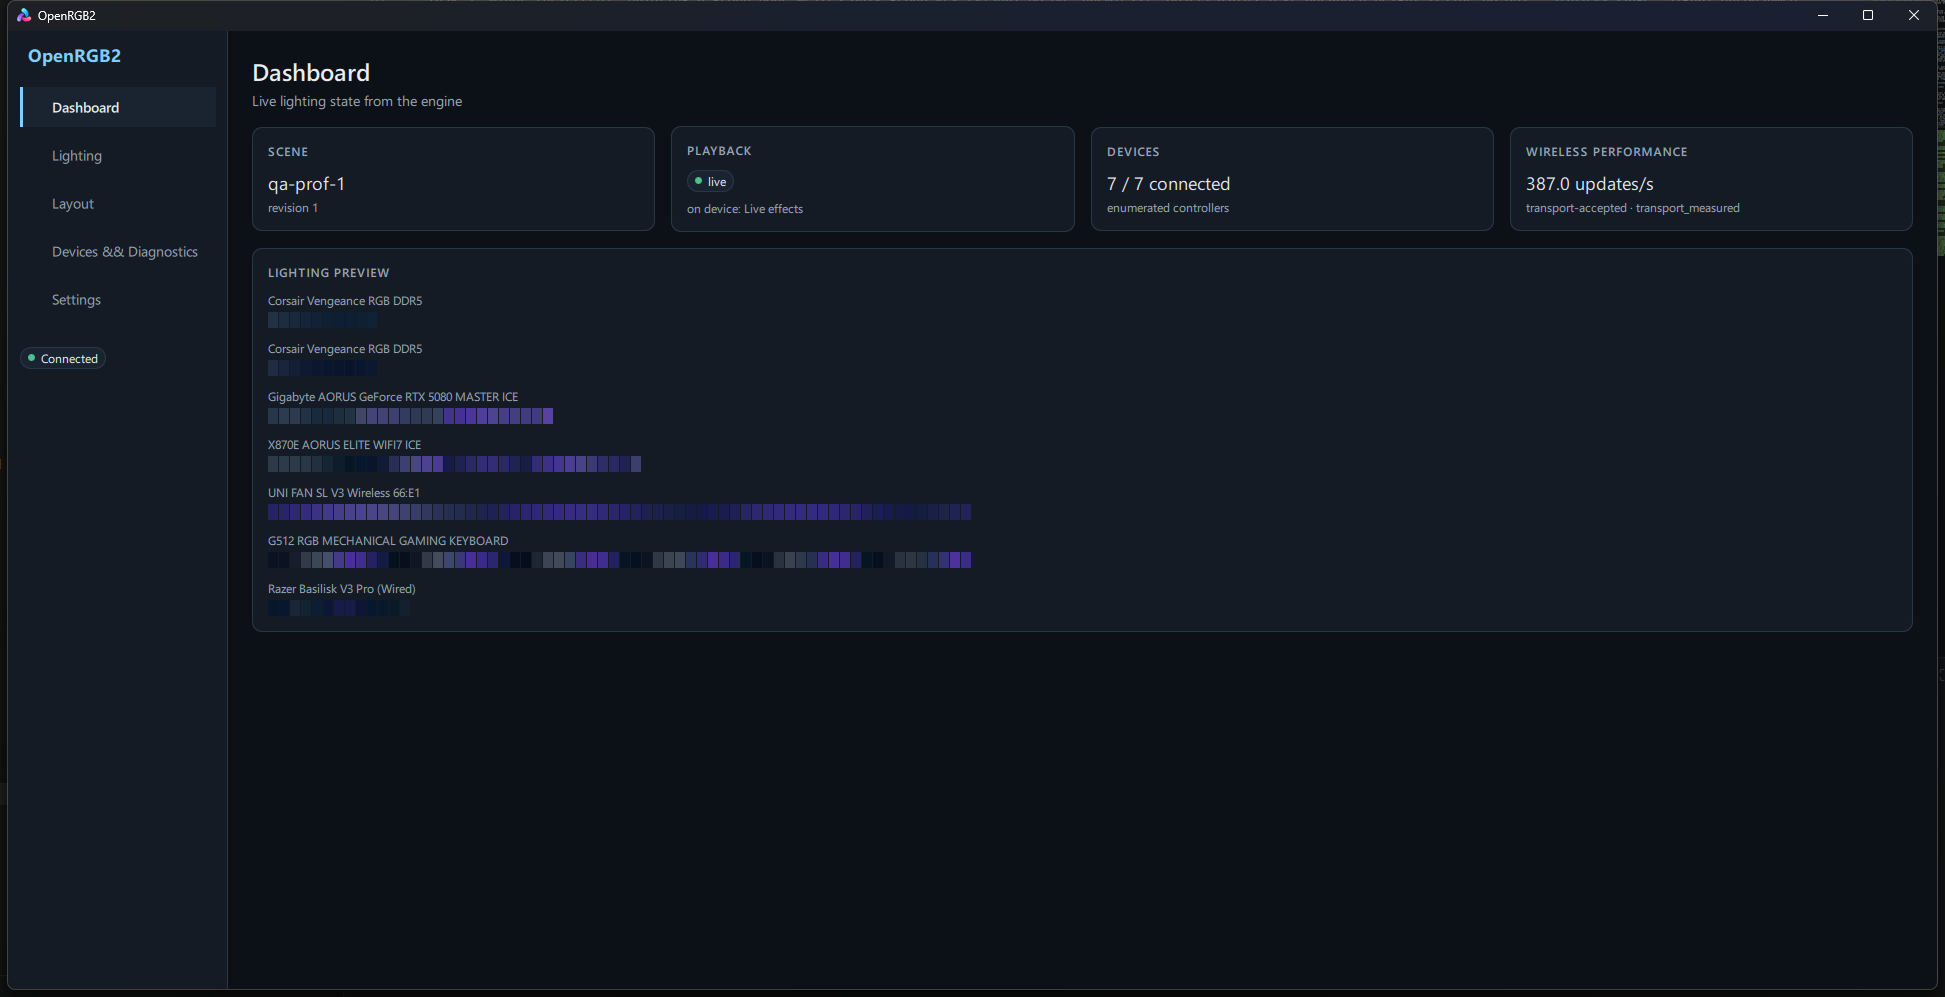 OpenRGB2
OpenRGB2
Dashboard
Lighting
Layout
Devices && Diagnostics
Settings
Connected
Dashboard
Live lighting state from the engine
SCENE
qa-prof-1
revision 1
PLAYBACK
live
on device: Live effects
DEVICES
7 / 7 connected
enumerated controllers
WIRELESS PERFORMANCE
387.0 updates/s
transport-accepted · transport_measured
LIGHTING PREVIEW
Corsair Vengeance RGB DDR5
Corsair Vengeance RGB DDR5
Gigabyte AORUS GeForce RTX 5080 MASTER ICE
X870E AORUS ELITE WIFI7 ICE
UNI FAN SL V3 Wireless 66:E1
G512 RGB MECHANICAL GAMING KEYBOARD
Razer Basilisk V3 Pro (Wired)